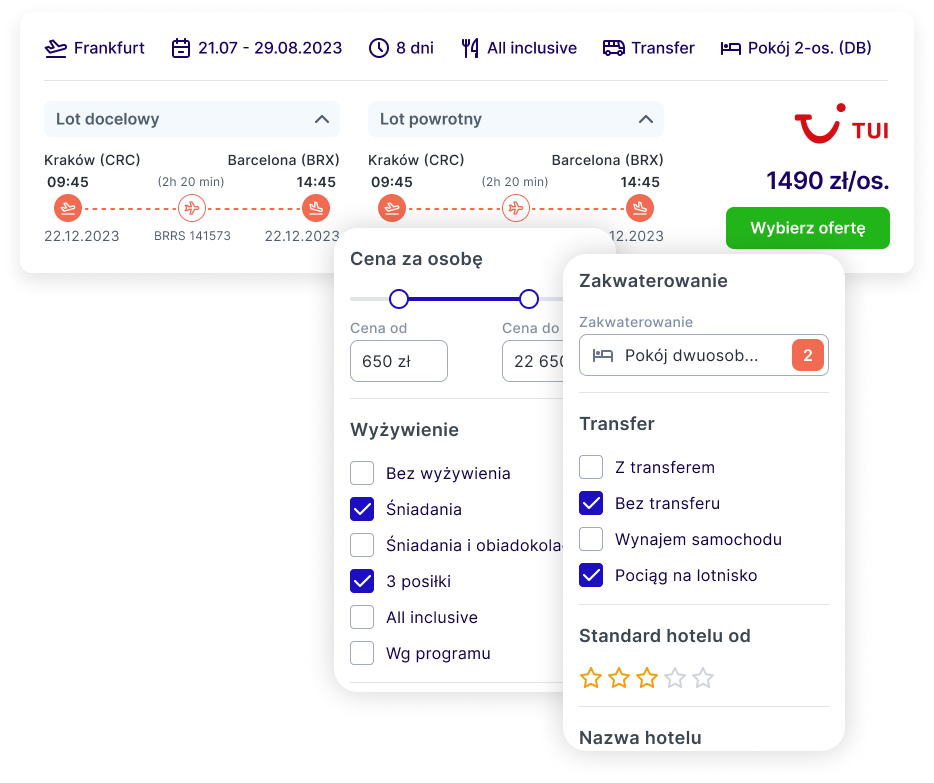 Frankfurt 21.07 - 29.08.2023 8 dni All inclusive Transfer Pokój 2-os. (DB)
Lot docelowy
Kraków (CRC) Barcelona (BRX)
09:45 (2h 20 min) 14:45
22.12.2023 BRRS 141573 22.12.2023
Lot powrotny
Kraków (CRC) Barcelona (BRX)
09:45 (2h 20 min) 14:45
12.2023
TUI
1490 zł/os.
Wybierz ofertę
Cena za osobę
Cena od Cena do
650 zł 22 650
Wyżywienie
Bez wyżywienia
Śniadania
Śniadania i obiadokolac
3 posiłki
All inclusive
Wg programu
Zakwaterowanie
Zakwaterowanie
Pokój dwuosob... 2
Transfer
Z transferem
Bez transferu
Wynajem samochodu
Pociąg na lotnisko
Standard hotelu od
Nazwa hotelu